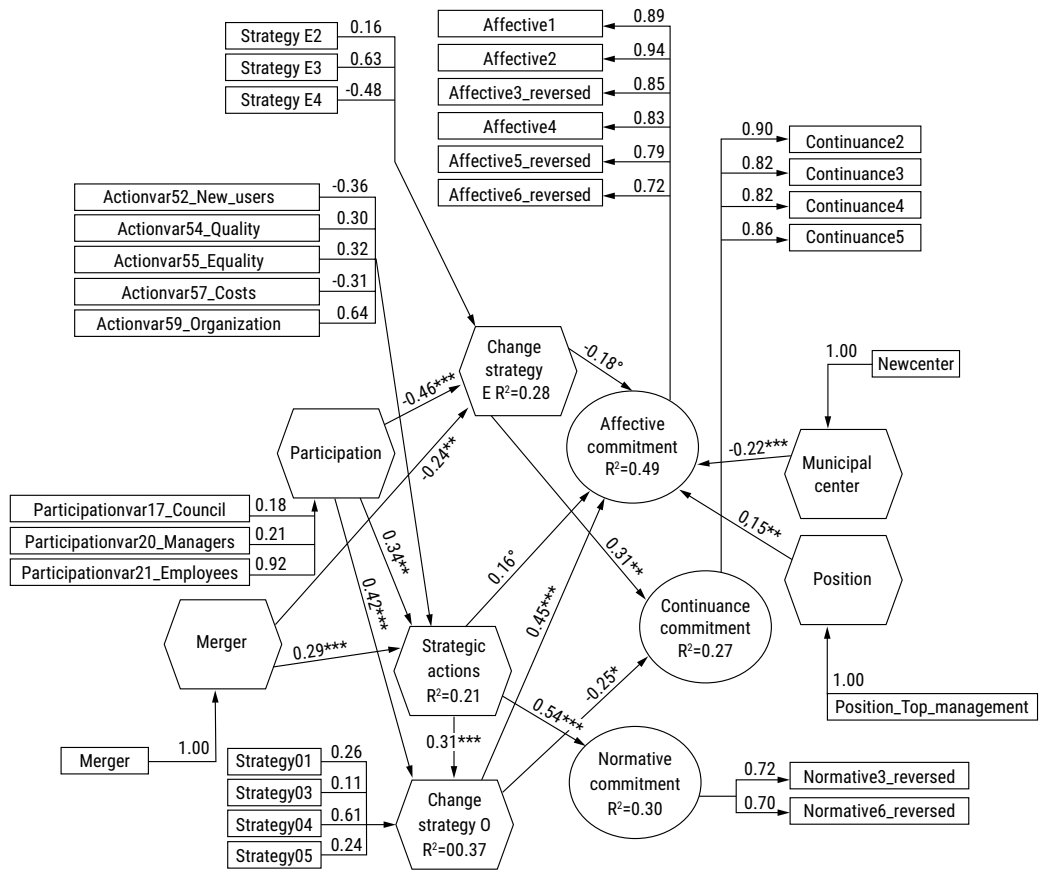 Strategy E2
0.16
Strategy E3
0.63
Strategy E4
-0.48
Affective1
0.89
Affective2
0.94
Affective3_reversed
0.85
Affective4
0.83
Affective5_reversed
0.79
Affective6_reversed
0.72
0.90
Continuance2
0.82
Continuance3
0.82
Continuance4
0.86
Continuance5
Actionvar52_New_users
-0.36
Actionvar54_Quality
0.30
Actionvar55_Equality
0.32
Actionvar57_Costs
-0.31
Actionvar59_Organization
0.64
Change
strategy
E R²=0.28
-0.18°
1.00
Newcenter
-0.46***
-0.24**
Participation
Affective
commitment
R²=0.49
-0.22***
Municipal
center
Participationvar17_Council
0.18
Participationvar20_Managers
0.21
Participationvar21_Employees
0.92
0.34**
0.42***
0.16°
0.45***
0.31**
0,15**
Position
Merger
0.29***
Strategic
actions
R²=0.21
Continuance
commitment
R²=0.27
-0.25*
0.54***
1.00
Position_Top_management
Merger
1.00
0.31***
Strategy01
0.26
Strategy03
0.11
Strategy04
0.61
Strategy05
0.24
Change
strategy O
R²=00.37
Normative
commitment
R²=0.30
0.72
Normative3_reversed
0.70
Normative6_reversed